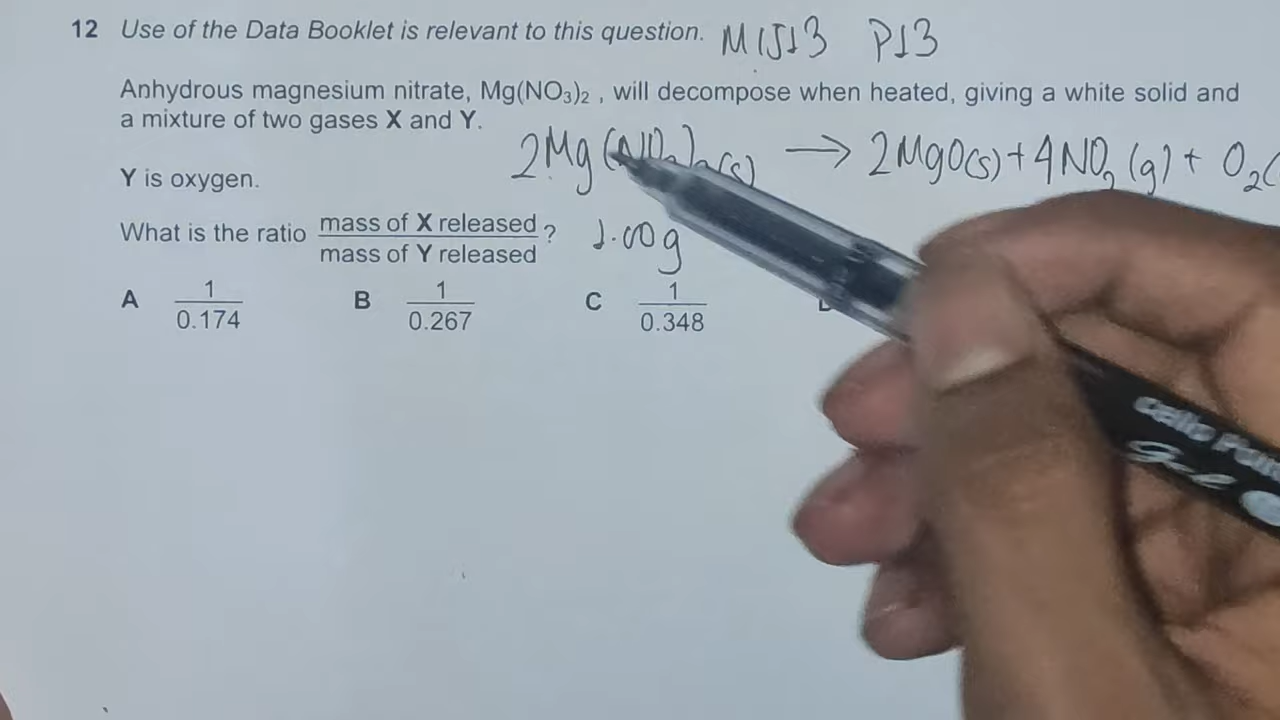 12 Use of the Data Booklet is relevant to this question. M/J13 P13
Anhydrous magnesium nitrate, Mg(NO₃)₂ , will decompose when heated, giving a white solid and
a mixture of two gases X and Y.
2Mg(NO₃)₂(s) → 2MgO(s) + 4NO₂(g) + O₂(
Y is oxygen.
What is the ratio mass of X released / mass of Y released ? 1.00g
A 1/0.174 B 1/0.267 C 1/0.348
Cello